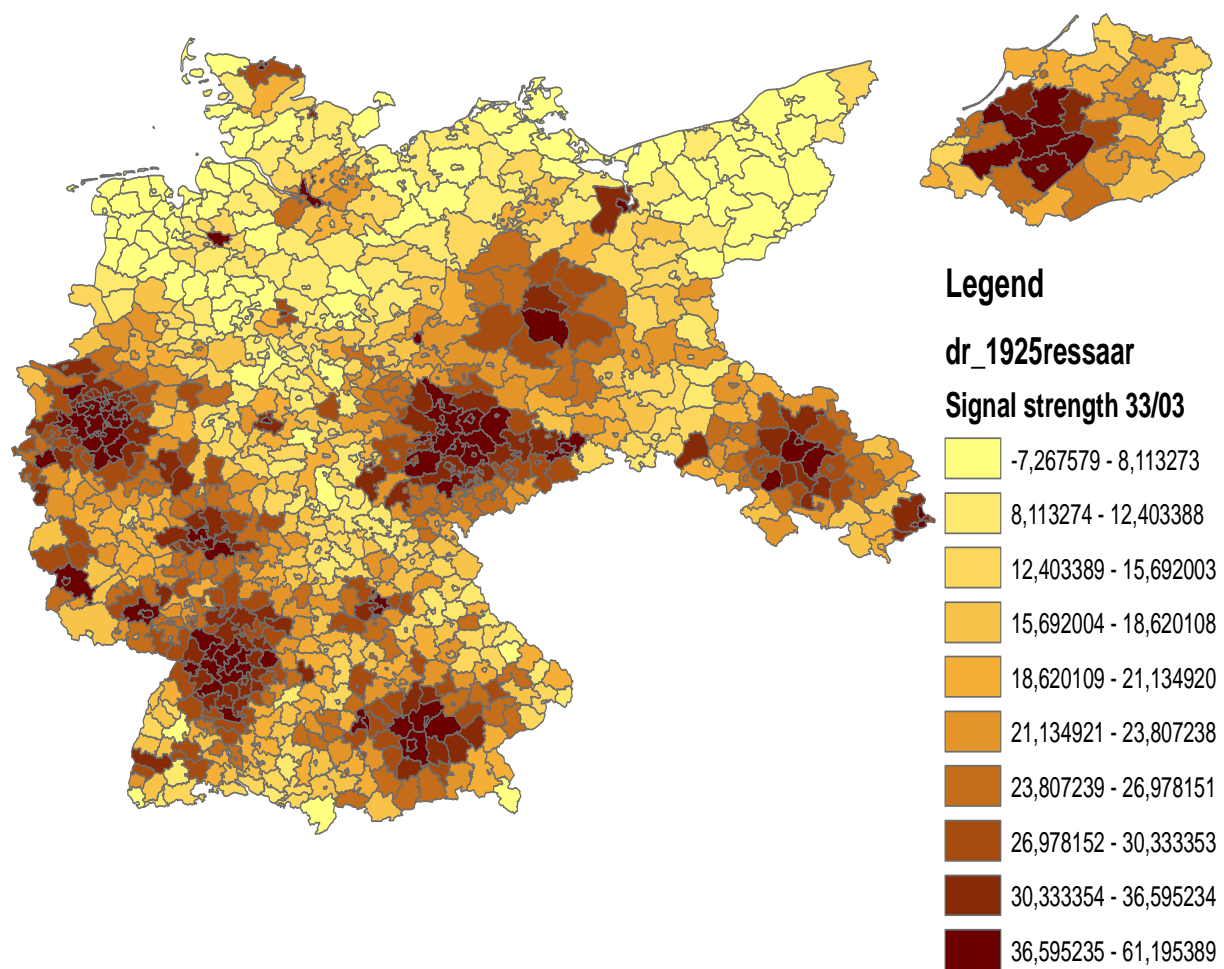 Legend
dr_1925ressaar
Signal strength 33/03
-7,267579 - 8,113273
8,113274 - 12,403388
12,403389 - 15,692003
15,692004 - 18,620108
18,620109 - 21,134920
21,134921 - 23,807238
23,807239 - 26,978151
26,978152 - 30,333353
30,333354 - 36,595234
36,595235 - 61,195389